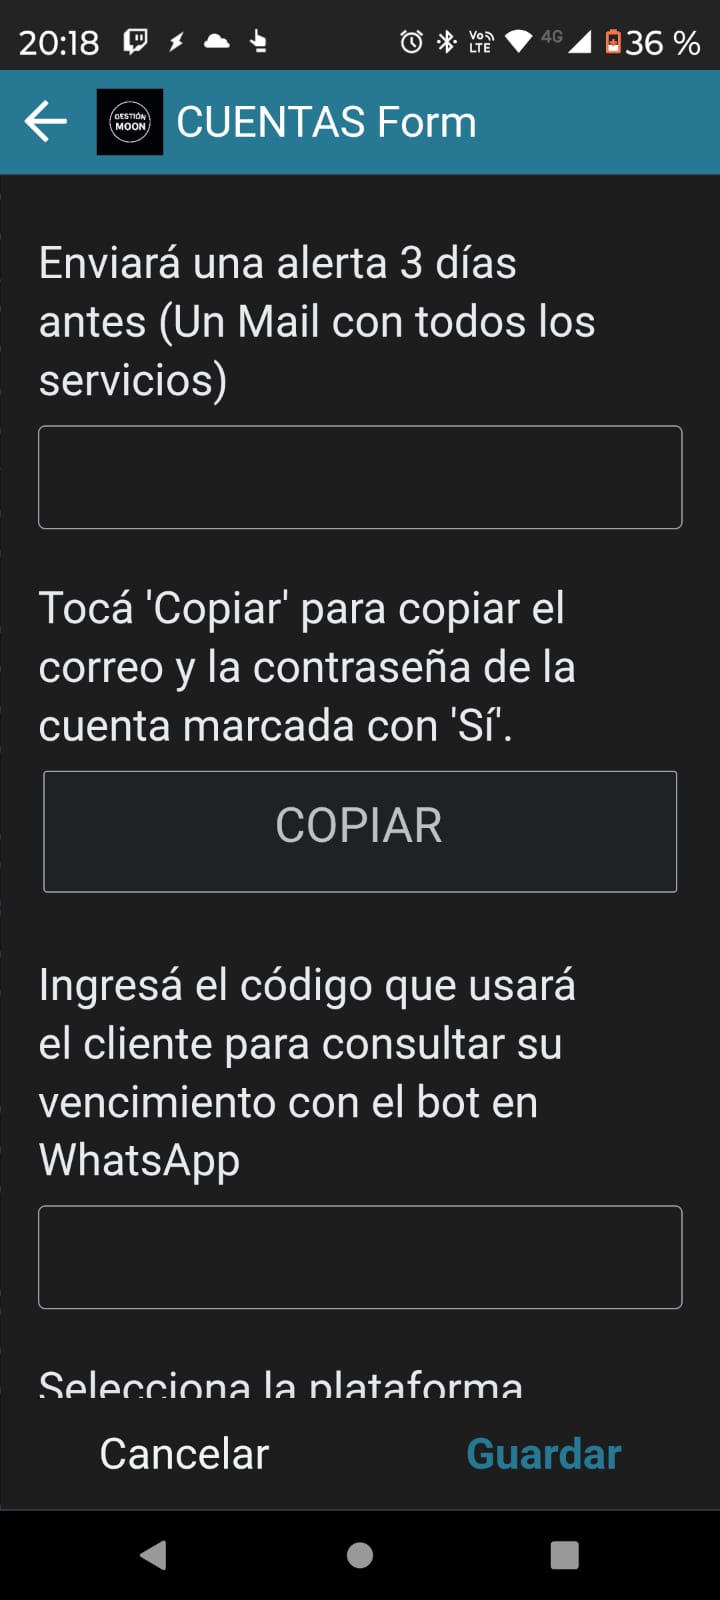 20:18
4G
VoLTE
36 %
GESTIÓN
MOON
CUENTAS Form
Enviará una alerta 3 días
antes (Un Mail con todos los
servicios)
Tocá 'Copiar' para copiar el
correo y la contraseña de la
cuenta marcada con 'Sí'.
COPIAR
Ingresá el código que usará
el cliente para consultar su
vencimiento con el bot en
WhatsApp
Selecciona la plataforma
Cancelar
Guardar